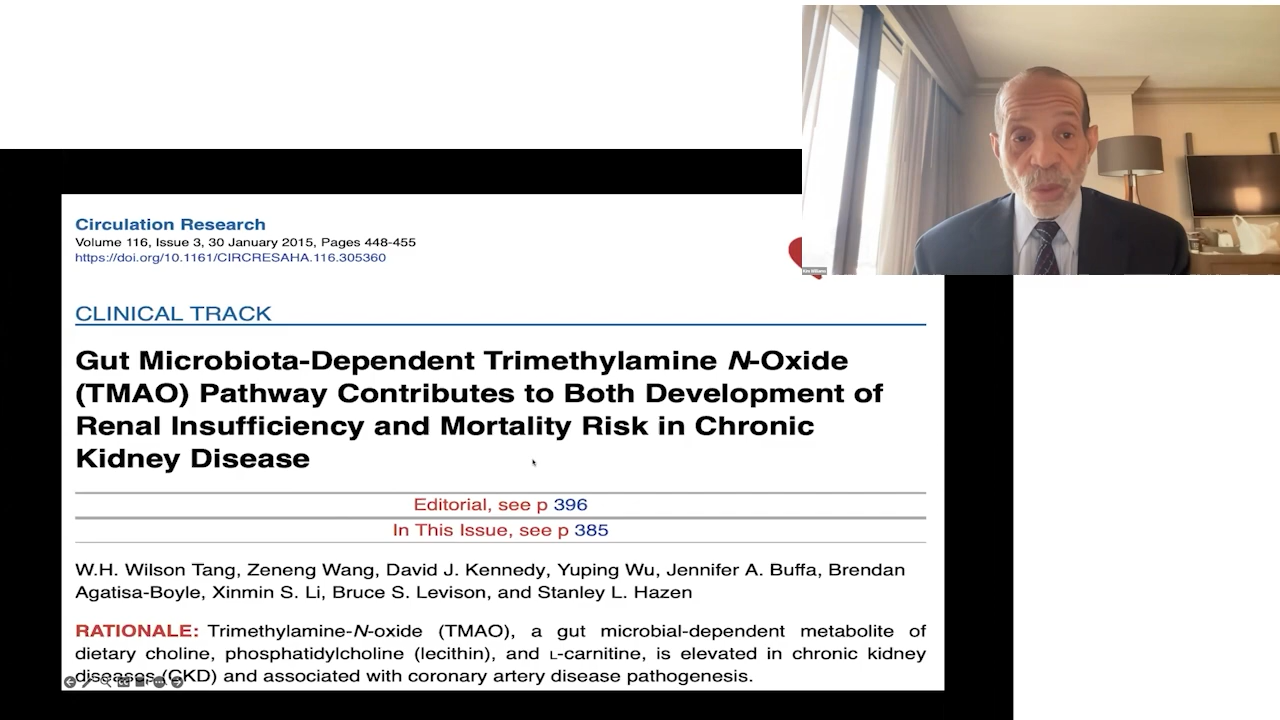 Circulation Research
Volume 116, Issue 3, 30 January 2015, Pages 448-455
https://doi.org/10.1161/CIRCRESAHA.116.305360
CLINICAL TRACK
Gut Microbiota-Dependent Trimethylamine N-Oxide
(TMAO) Pathway Contributes to Both Development of
Renal Insufficiency and Mortality Risk in Chronic
Kidney Disease
Editorial, see p 396
In This Issue, see p 385
W.H. Wilson Tang, Zeneng Wang, David J. Kennedy, Yuping Wu, Jennifer A. Buffa, Brendan
Agatisa-Boyle, Xinmin S. Li, Bruce S. Levison, and Stanley L. Hazen
RATIONALE: Trimethylamine-N-oxide (TMAO), a gut microbial-dependent metabolite of
dietary choline, phosphatidylcholine (lecithin), and L-carnitine, is elevated in chronic kidney
diseases (CKD) and associated with coronary artery disease pathogenesis.